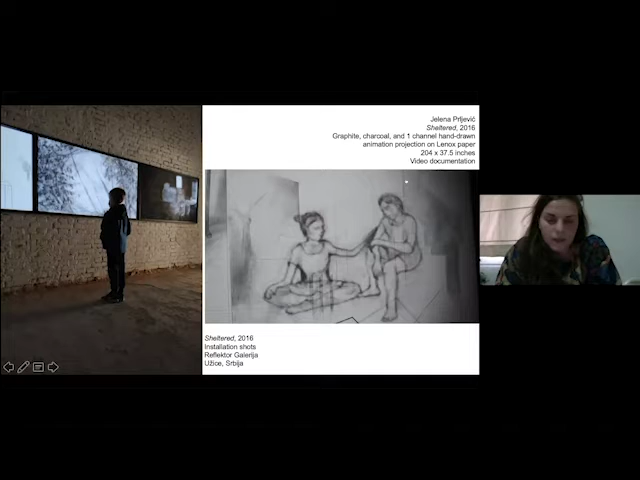 Jelena Prljević
Sheltered, 2016
Graphite, charcoal, and 1 channel hand-drawn
animation projection on Lenox paper
204 x 37.5 inches
Video documentation
Sheltered, 2016
Installation shots
Reflektor Galerija
Užice, Srbija